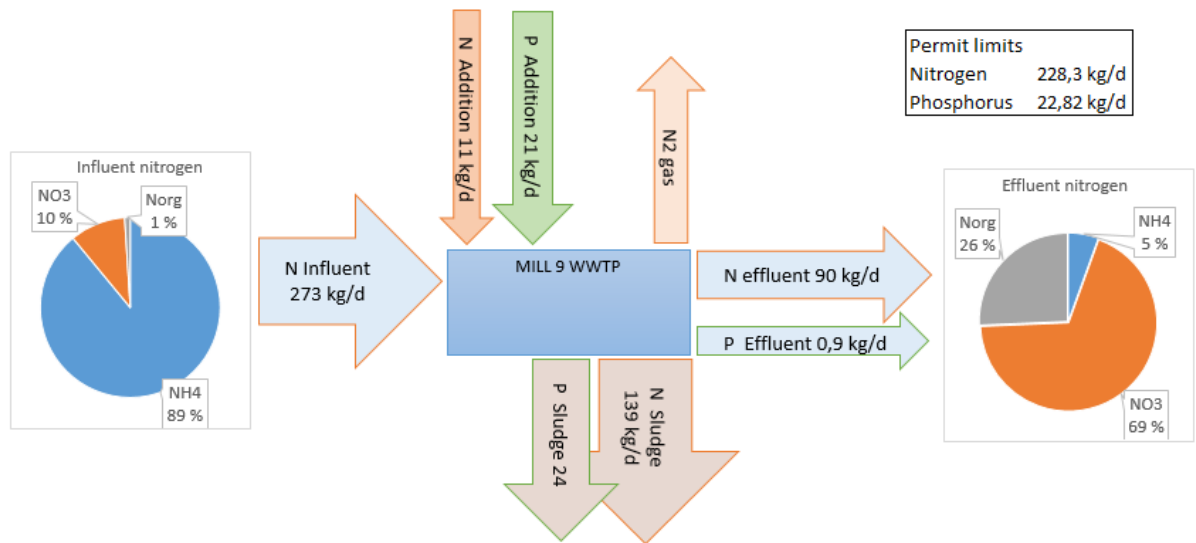 N Addition 11 kg/d
P Addition 21 kg/d
N2 gas
Permit limits
Nitrogen 228,3 kg/d
Phosphorus 22,82 kg/d
Influent nitrogen
NO3
10 %
Norg
1 %
NH4
89 %
N Influent
273 kg/d
MILL 9 WWTP
N effluent 90 kg/d
P Effluent 0,9 kg/d
P Sludge 24
N Sludge
139 kg/d
Effluent nitrogen
Norg
26 %
NH4
5 %
NO3
69 %